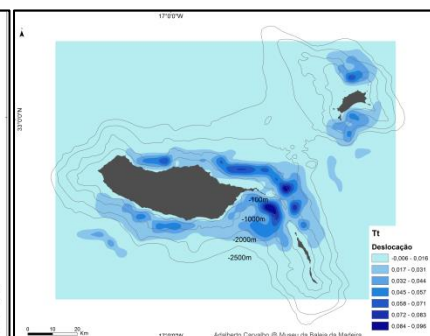 17°0'0"W
33°0'0"N
-100m
-1000m
-2000m
-2500m
Tt
Deslocação
-0,006 - 0,016
0,017 - 0,031
0,032 - 0,044
0,045 - 0,057
0,058 - 0,071
0,072 - 0,083
0,084 - 0,096
0 10 20
Km
17°0'0"W
Adalberto Carvalho @ Museu da Baleia da Madeira